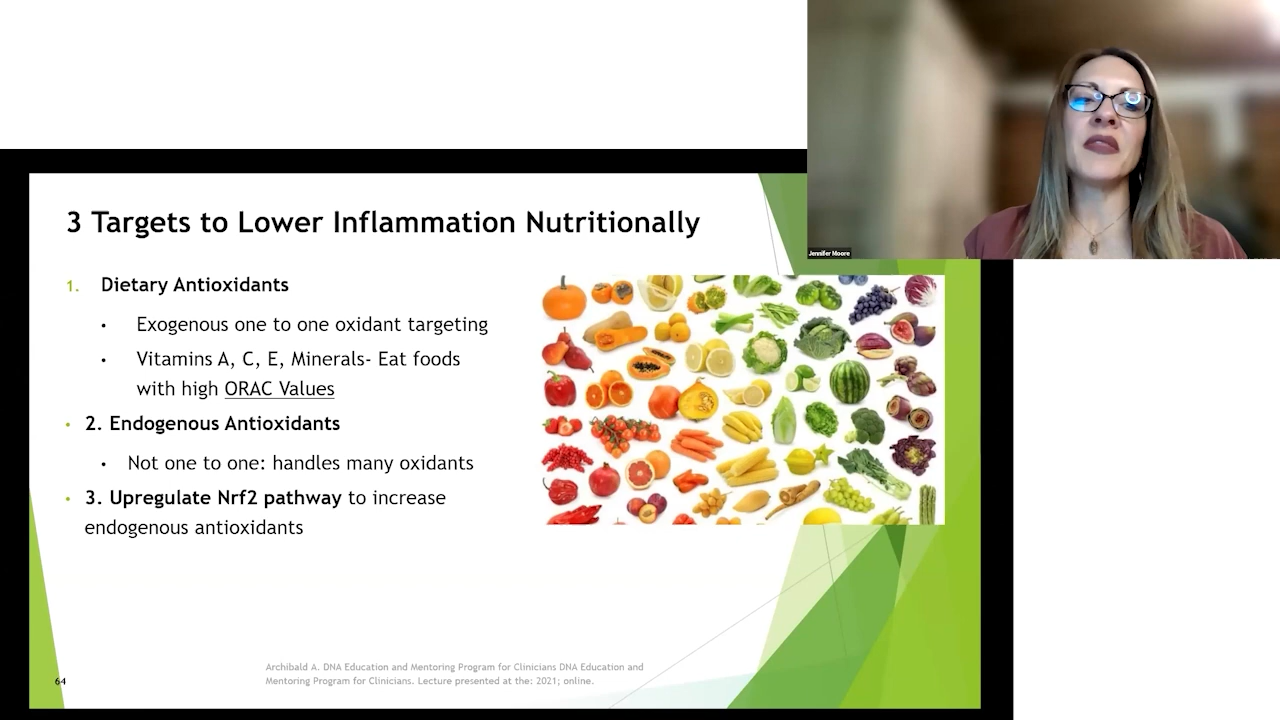 Jennifer Moore
3 Targets to Lower Inflammation Nutritionally
1. Dietary Antioxidants
• Exogenous one to one oxidant targeting
• Vitamins A, C, E, Minerals- Eat foods
with high ORAC Values
• 2. Endogenous Antioxidants
• Not one to one: handles many oxidants
• 3. Upregulate Nrf2 pathway to increase
endogenous antioxidants
Archibald A. DNA Education and Mentoring Program for Clinicians DNA Education and
Mentoring Program for Clinicians. Lecture presented at the: 2021; online.
64